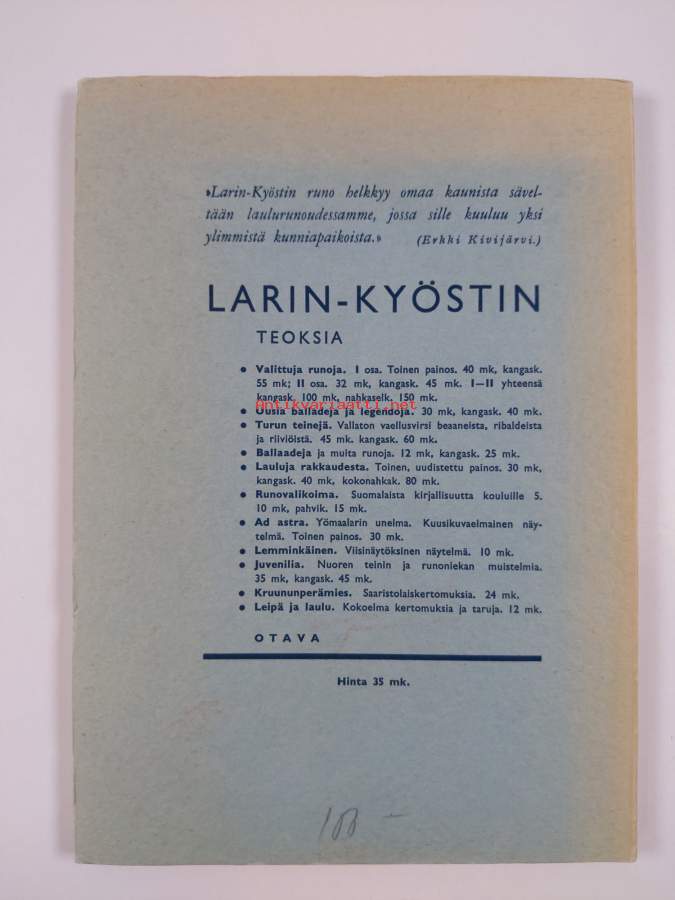 »Larin-Kyöstin runo helkkyy omaa kaunista sävel-
tään laulurunoudessamme, jossa sille kuuluu yksi
ylimmistä kunniapaikoista.» (Erkki Kivijärvi.)
LARIN-KYÖSTIN
TEOKSIA
● Valittuja runoja. I osa. Toinen painos. 40 mk, kangask.
55 mk; II osa. 32 mk, kangask. 45 mk. I—II yhteensä
kangask. 100 mk, nahkaselk. 150 mk.
Antikvariaatti.net
● Uusia balladeja ja legendoja. 30 mk, kangask. 40 mk.
● Turun teinejä. Vallaton vaellusvirsi beaaneista, ribaldeista
ja riiviöistä. 45 mk. kangask. 60 mk.
● Ballaadeja ja muita runoja. 12 mk, kangask. 25 mk.
● Lauluja rakkaudesta. Toinen, uudistettu painos. 30 mk,
kangask. 40 mk, kokonahkak. 80 mk.
● Runovalikoima. Suomalaista kirjallisuutta kouluille 5.
10 mk, pahvik. 15 mk.
● Ad astra. Yömaalarin unelma. Kuusikuvaelmainen näy-
telmä. Toinen painos. 30 mk.
● Lemminkäinen. Viisinäytöksinen näytelmä. 10 mk.
● Juvenilia. Nuoren teinin ja runoniekan muistelmia.
35 mk, kangask. 45 mk.
● Kruununperämies. Saaristolaiskertomuksia. 24 mk.
● Leipä ja laulu. Kokoelma kertomuksia ja taruja. 12 mk.
OTAVA
Hinta 35 mk.